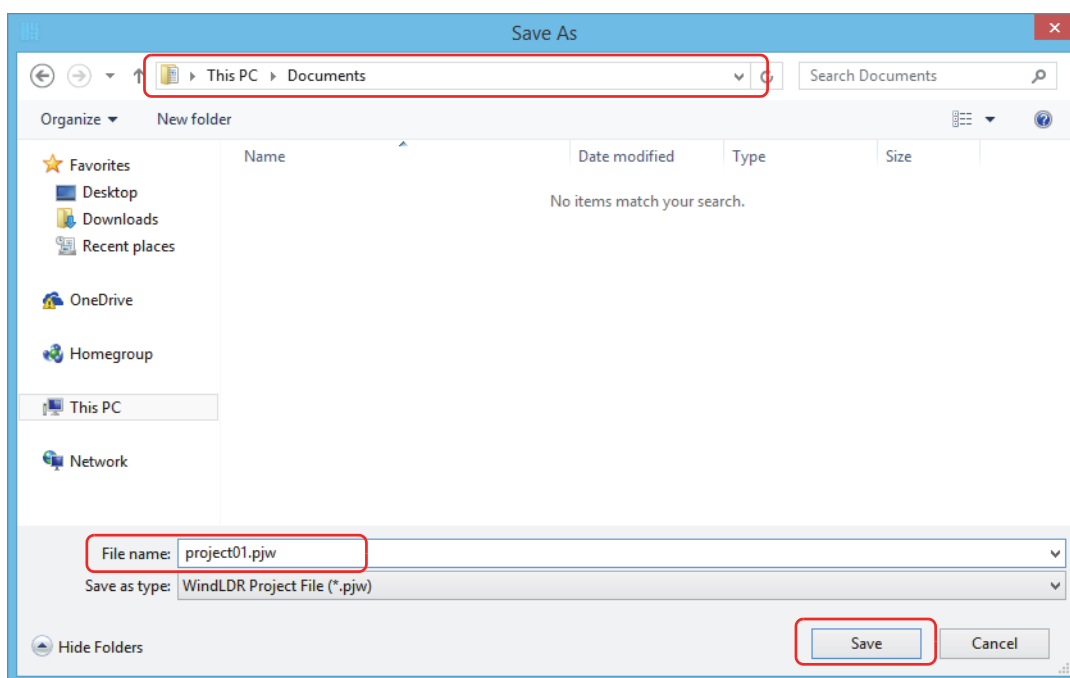 Save As
This PC Documents
Search Documents
Organize New folder
Name Date modified Type Size
Favorites
Desktop
Downloads
Recent places
OneDrive
Homegroup
This PC
Network
No items match your search.
File name: project01.pjw
Save as type: WindLDR Project File (*.pjw)
Hide Folders
Save Cancel